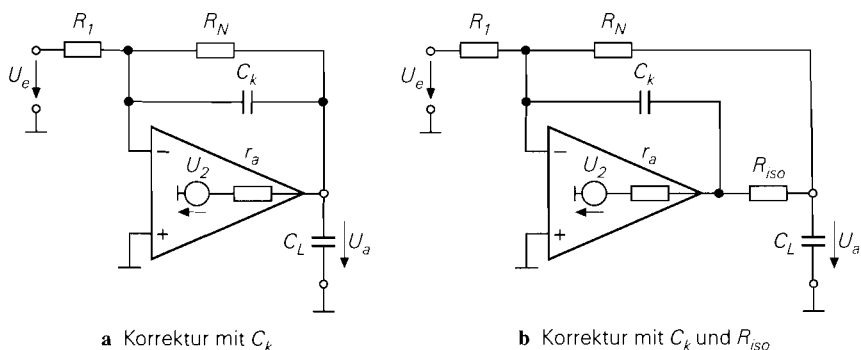 R1 RN
Ck
Ue
−
U2 ra
+
CL Ua
a Korrektur mit Ck
R1 RN
Ck
Ue
−
U2 ra
Riso
+
CL Ua
b Korrektur mit Ck und Riso